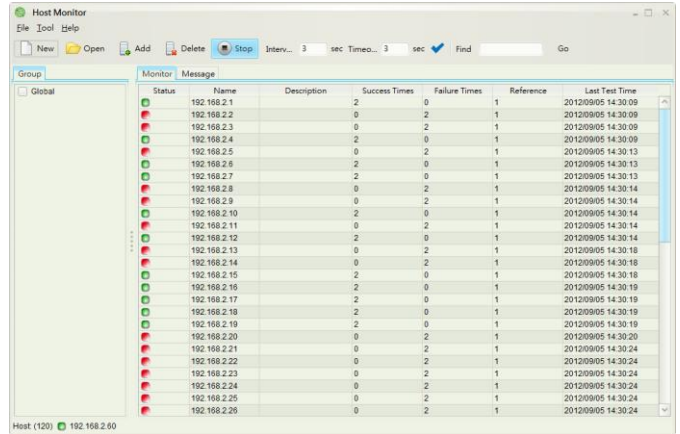 Host Monitor
File Tool Help
New Open Add Delete Stop Interv... 3 sec Timeo... 3 sec Find Go
Group Monitor Message
Global
Status Name Description Success Times Failure Times Reference Last Test Time
192.168.2.1 2 0 1 2012/09/05 14:30:09
192.168.2.2 0 2 1 2012/09/05 14:30:09
192.168.2.3 0 2 1 2012/09/05 14:30:09
192.168.2.4 2 0 1 2012/09/05 14:30:09
192.168.2.5 0 2 1 2012/09/05 14:30:13
192.168.2.6 2 0 1 2012/09/05 14:30:13
192.168.2.7 2 0 1 2012/09/05 14:30:13
192.168.2.8 0 2 1 2012/09/05 14:30:14
192.168.2.9 0 2 1 2012/09/05 14:30:14
192.168.2.10 2 0 1 2012/09/05 14:30:14
192.168.2.11 0 2 1 2012/09/05 14:30:14
192.168.2.12 2 0 1 2012/09/05 14:30:14
192.168.2.13 0 2 1 2012/09/05 14:30:18
192.168.2.14 0 2 1 2012/09/05 14:30:18
192.168.2.15 2 0 1 2012/09/05 14:30:18
192.168.2.16 2 0 1 2012/09/05 14:30:19
192.168.2.17 2 0 1 2012/09/05 14:30:19
192.168.2.18 2 0 1 2012/09/05 14:30:19
192.168.2.19 2 0 1 2012/09/05 14:30:19
192.168.2.20 0 2 1 2012/09/05 14:30:20
192.168.2.21 0 2 1 2012/09/05 14:30:24
192.168.2.22 0 2 1 2012/09/05 14:30:24
192.168.2.23 0 2 1 2012/09/05 14:30:24
192.168.2.24 0 2 1 2012/09/05 14:30:24
192.168.2.25 0 2 1 2012/09/05 14:30:24
192.168.2.26 0 2 1 2012/09/05 14:30:24
Host: (120) 192.168.2.60